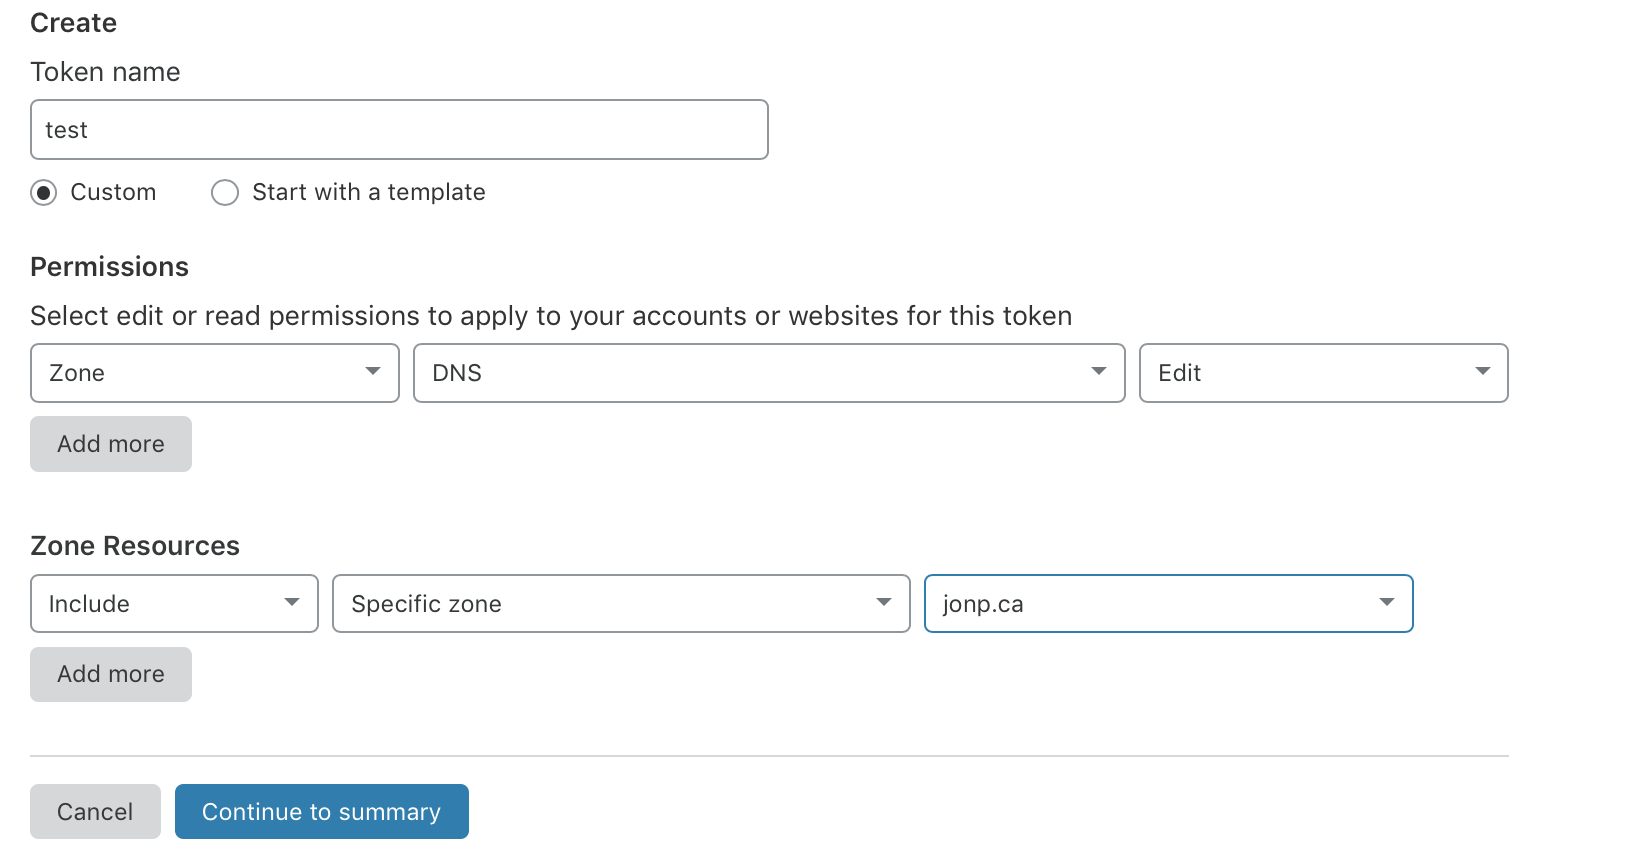 Create
Token name
test
Custom Start with a template
Permissions
Select edit or read permissions to apply to your accounts or websites for this token
Zone DNS Edit
Add more
Zone Resources
Include Specific zone jonp.ca
Add more
Cancel Continue to summary